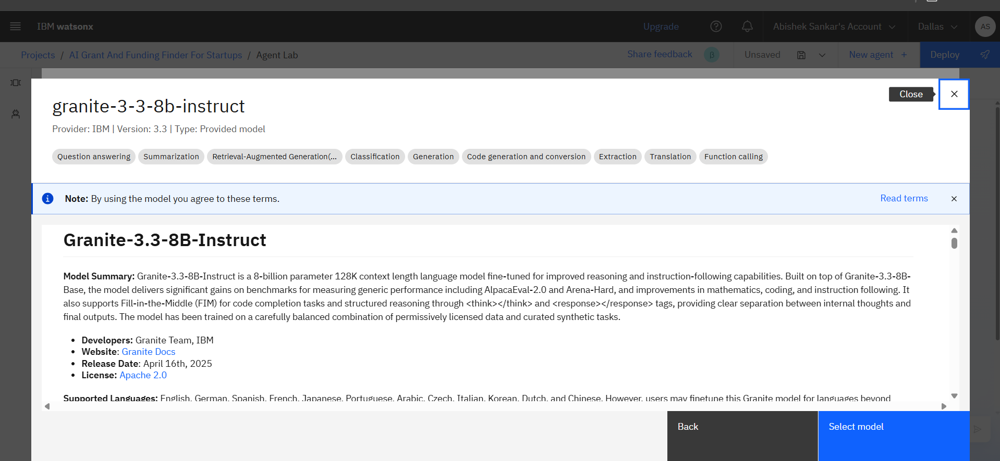 IBM watsonx
Upgrade
Abishek Sankar's Account
Dallas
AS
Projects / AI Grant And Funding Finder For Startups / Agent Lab
Share feedback
β
Unsaved
New agent +
Deploy
Close
granite-3-3-8b-instruct
Provider: IBM | Version: 3.3 | Type: Provided model
Question answering
Summarization
Retrieval-Augmented Generation(...
Classification
Generation
Code generation and conversion
Extraction
Translation
Function calling
Note: By using the model you agree to these terms.
Read terms
Granite-3.3-8B-Instruct
Model Summary: Granite-3.3-8B-Instruct is a 8-billion parameter 128K context length language model fine-tuned for improved reasoning and instruction-following capabilities. Built on top of Granite-3.3-8B-
Base, the model delivers significant gains on benchmarks for measuring generic performance including AlpacaEval-2.0 and Arena-Hard, and improvements in mathematics, coding, and instruction following. It
also supports Fill-in-the-Middle (FIM) for code completion tasks and structured reasoning through <think></think> and <response></response> tags, providing clear separation between internal thoughts and
final outputs. The model has been trained on a carefully balanced combination of permissively licensed data and curated synthetic tasks.
• Developers: Granite Team, IBM
• Website: Granite Docs
• Release Date: April 16th, 2025
• License: Apache 2.0
Supported Languages: English, German, Spanish, French, Japanese, Portuguese, Arabic, Czech, Italian, Korean, Dutch, and Chinese. However, users may finetune this Granite model for languages beyond
Back
Select model